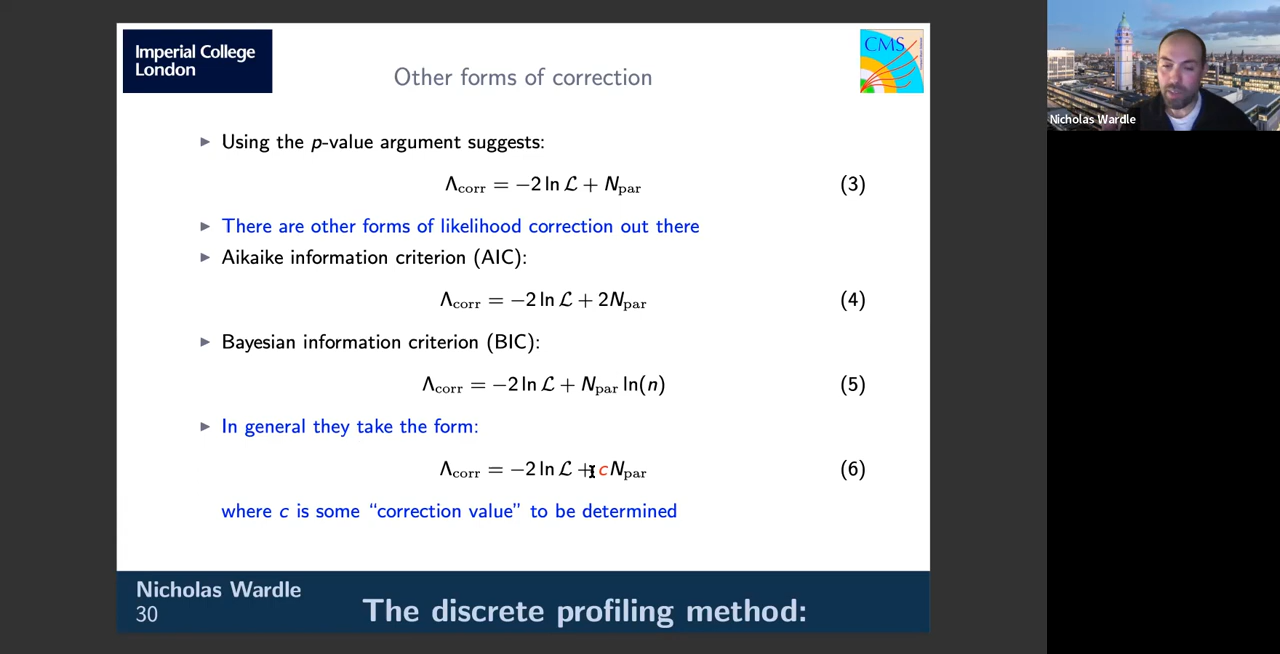 Imperial College
London
Other forms of correction
CMS
Nicholas Wardle
▶ Using the p-value argument suggests:
Λcorr = −2 ln ℒ + Npar (3)
▶ There are other forms of likelihood correction out there
▶ Aikaike information criterion (AIC):
Λcorr = −2 ln ℒ + 2Npar (4)
▶ Bayesian information criterion (BIC):
Λcorr = −2 ln ℒ + Npar ln(n) (5)
▶ In general they take the form:
Λcorr = −2 ln ℒ + cNpar (6)
where c is some “correction value” to be determined
Nicholas Wardle
30
The discrete profiling method: